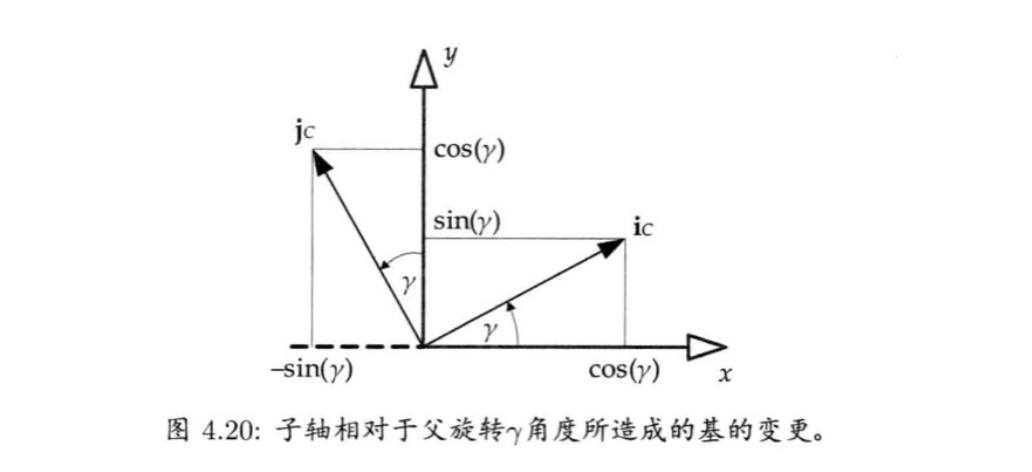 y
jC
cos(γ)
sin(γ)
iC
γ
γ
–sin(γ)
cos(γ)
x
图 4.20: 子轴相对于父旋转γ角度所造成的基的变更。